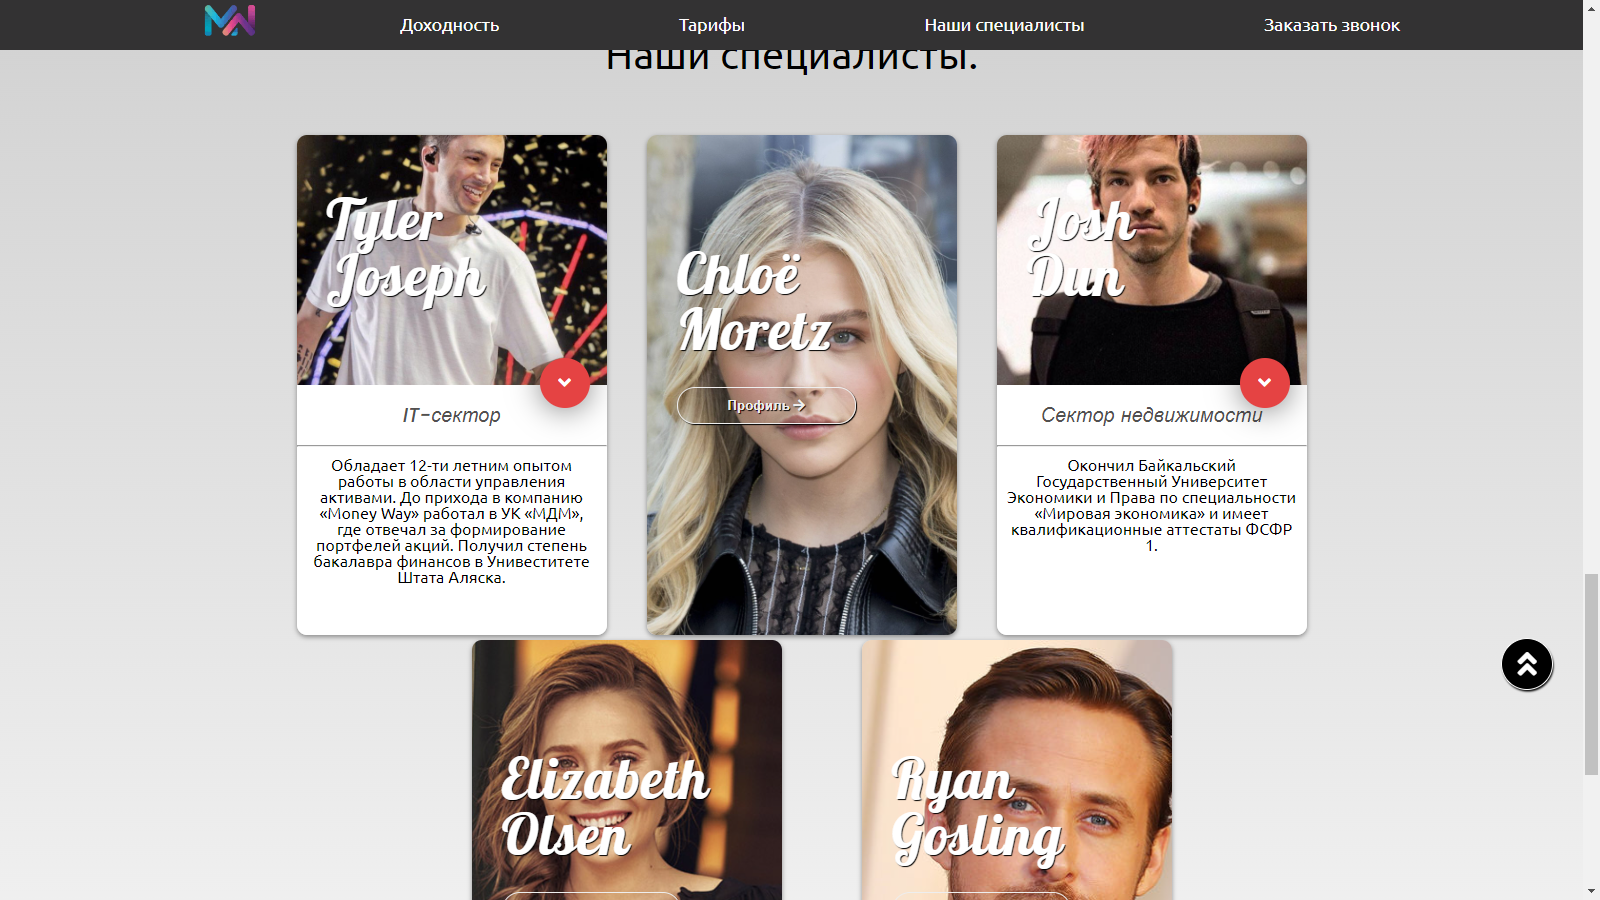 Доходность
Тарифы
Наши специалисты
Заказать звонок
Наши специалисты.
Tyler
Joseph
IT-сектор
Обладает 12-ти летним опытом
работы в области управления
активами. До прихода в компанию
«Money Way» работал в УК «МДМ»,
где отвечал за формирование
портфелей акций. Получил степень
бакалавра финансов в Унивеститете
Штата Аляска.
Chloë
Moretz
Профиль
Josh
Dun
Сектор недвижимости
Окончил Байкальский
Государственный Университет
Экономики и Права по специальности
«Мировая экономика» и имеет
квалификационные аттестаты ФСФР
1.
Elizabeth
Olsen
Ryan
Gosling